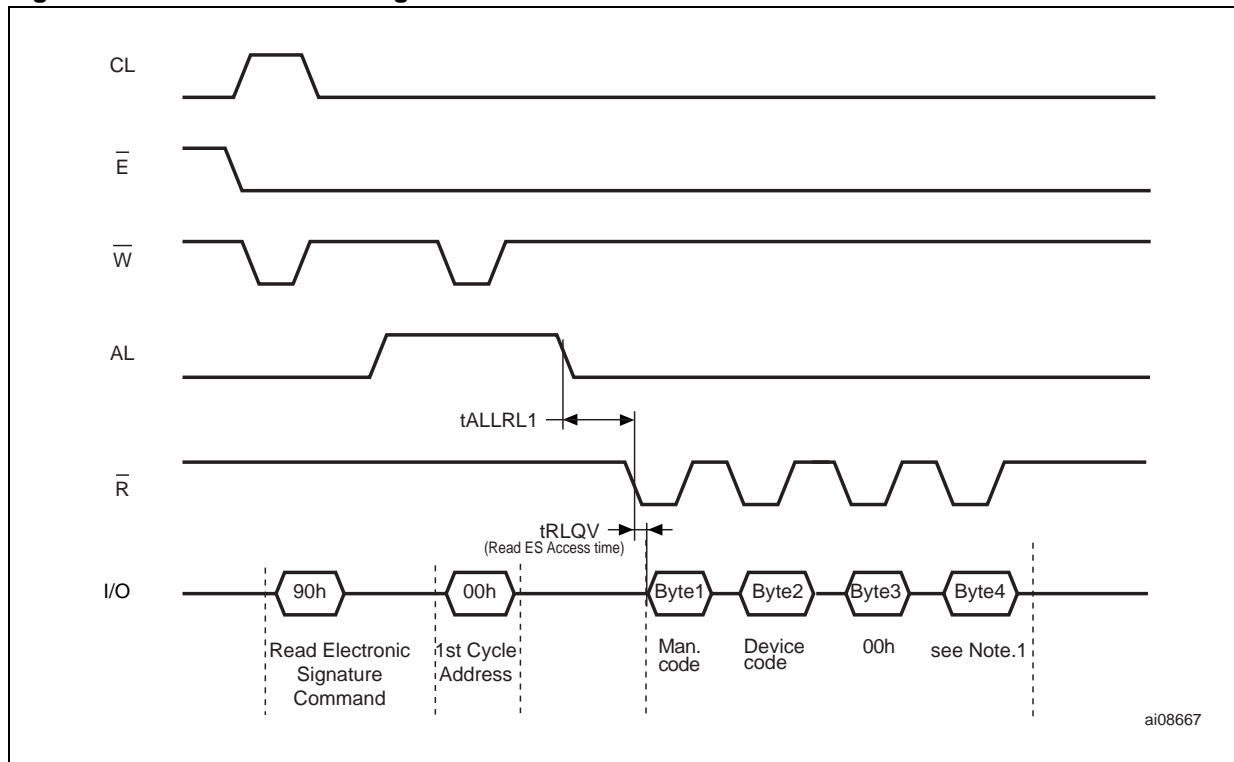 CL
E
W
AL
tALLRL1
R
tRLQV
(Read ES Access time)
I/O
90h
00h
Byte1
Byte2
Byte3
Byte4
Read Electronic
Signature
Command
1st Cycle
Address
Man.
code
Device
code
00h
see Note.1
ai08667